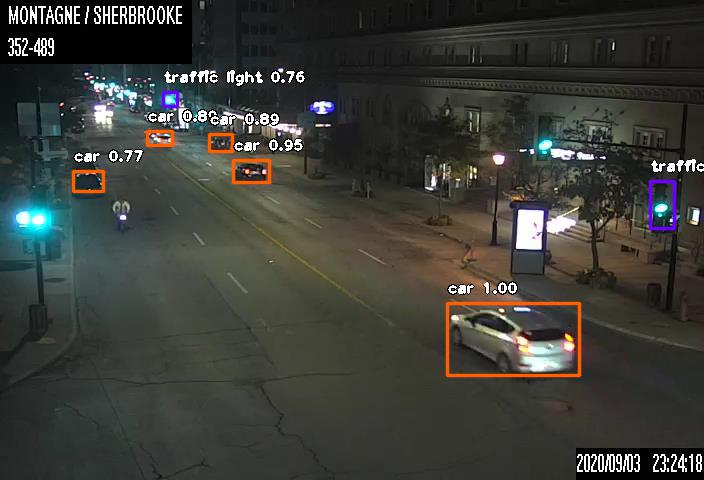 MONTAGNE / SHERBROOKE
352-489
traffic light 0.76
car 0.89
car 0.89
car 0.95
car 0.77
traffic
car 1.00
2020/09/03 23:24:18